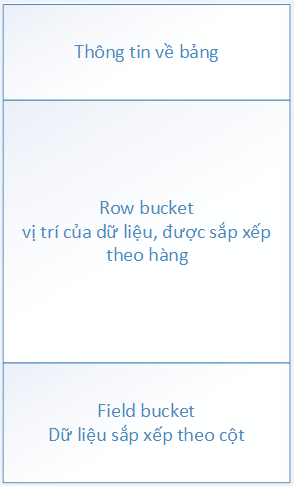 Thông tin về bảng
Row bucket
vị trí của dữ liệu, được sắp xếp
theo hàng
Field bucket
Dữ liệu sắp xếp theo cột